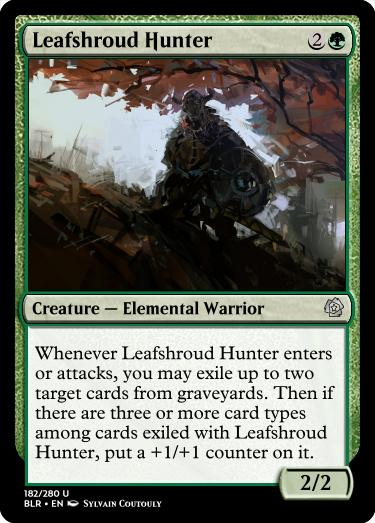 Leafshroud Hunter 2
Creature — Elemental Warrior
Whenever Leafshroud Hunter enters
or attacks, you may exile up to two
target cards from graveyards. Then if
there are three or more card types
among cards exiled with Leafshroud
Hunter, put a +1/+1 counter on it.
2/2
182/280 U
BLR • EN Sylvain Coutouly